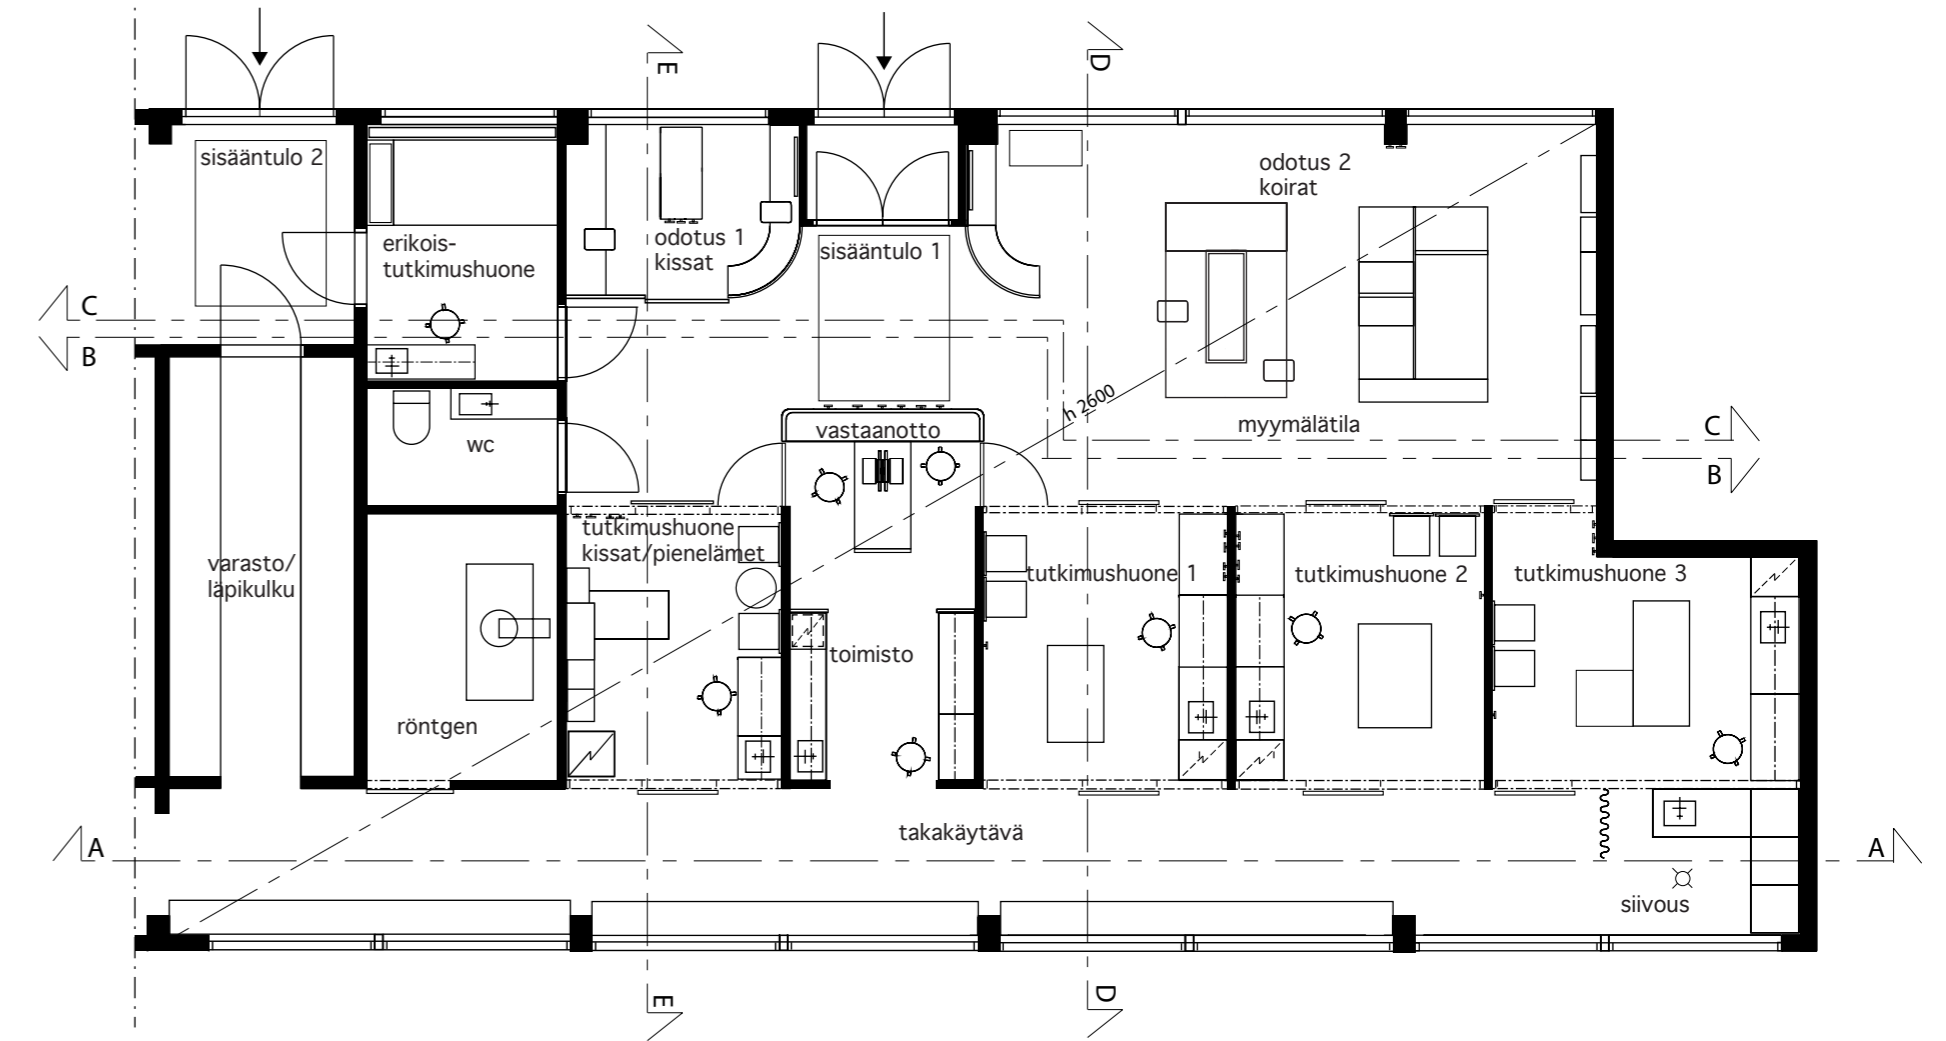 E
D
sisääntulo 2
odotus 2
koirat
erikois-
tutkimushuone
odotus 1
kissat
sisääntulo 1
C
B
h 2600
vastaanotto
myymälätila
C
B
wc
tutkimushuone
kissat/pienelämet
varasto/
läpikulku
tutkimushuone 1
tutkimushuone 2
tutkimushuone 3
toimisto
röntgen
takakäytävä
A
A
siivous
E
D